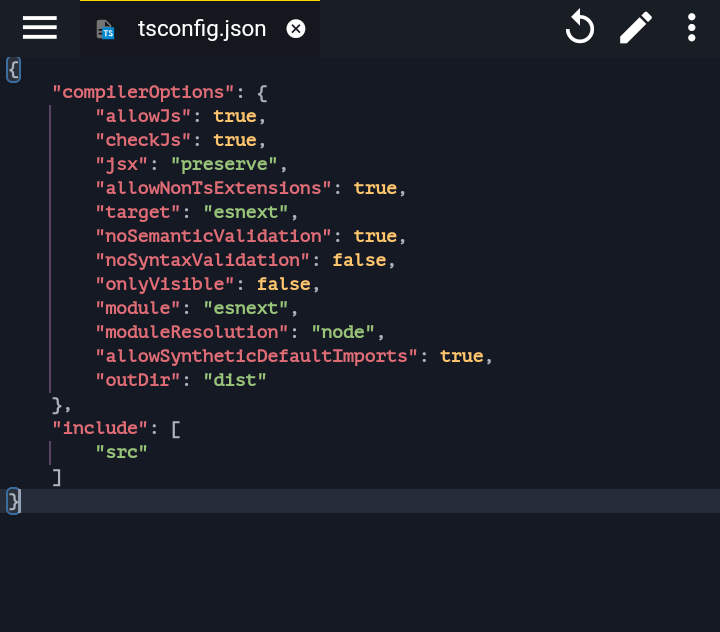 TS tsconfig.json
{
    "compilerOptions": {
        "allowJs": true,
        "checkJs": true,
        "jsx": "preserve",
        "allowNonTsExtensions": true,
        "target": "esnext",
        "noSemanticValidation": true,
        "noSyntaxValidation": false,
        "onlyVisible": false,
        "module": "esnext",
        "moduleResolution": "node",
        "allowSyntheticDefaultImports": true,
        "outDir": "dist"
    },
    "include": [
        "src"
    ]
}